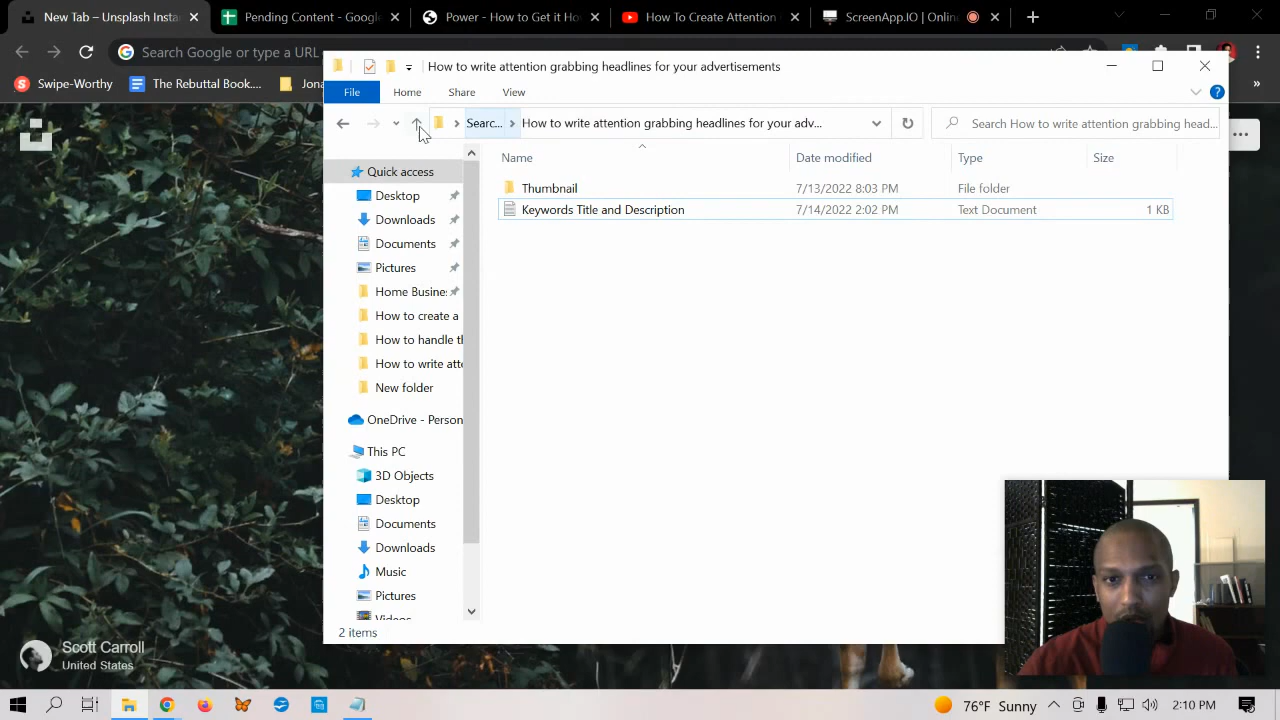 New Tab - Unsplash Insta
Pending Content - Google
Power - How to Get it Ho
How To Create Attention
ScreenApp.IO | Onlin
Search Google or type a URL
Swipe-Worthy
The Rebuttal Book....
Jona
»
How to write attention grabbing headlines for your advertisements
File
Home
Share
View
?
Searc...
How to write attention grabbing headlines for your adv...
Search How to write attention grabbing head...
Name
Date modified
Type
Size
Quick access
Thumbnail
7/13/2022 8:03 PM
File folder
Desktop
Keywords Title and Description
7/14/2022 2:02 PM
Text Document
1 KB
Downloads
Documents
Pictures
Home Busine
How to create a
How to handle th
How to write atte
New folder
OneDrive - Person
This PC
3D Objects
Desktop
Documents
Downloads
Music
Pictures
Videos
2 items
Scott Carroll
United States
76°F Sunny
2:10 PM